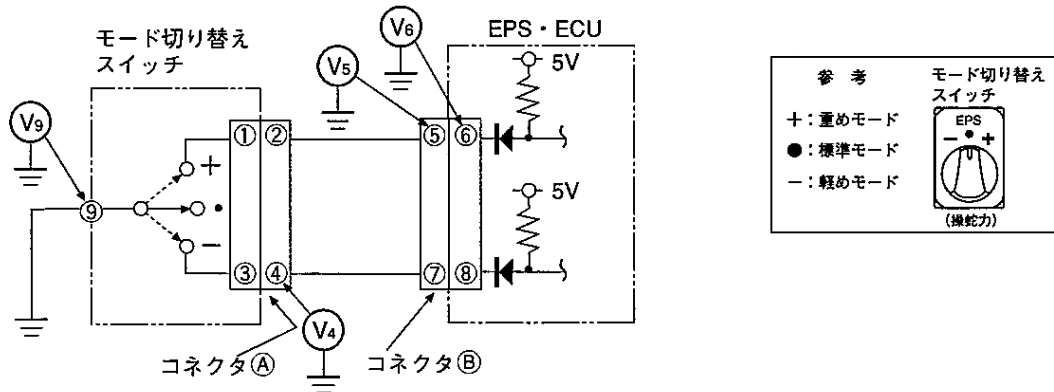 モード切り替え
スイッチ
EPS・ECU
V6
V5
V9
V4
5V
5V
① ② ⑤ ⑥
+
⑨
•
−
③ ④ ⑦ ⑧
コネクタⒶ
コネクタⒷ
参 考
+：重めモード
●：標準モード
−：軽めモード
モード切り替え
スイッチ
EPS
− ● +
(操舵力)